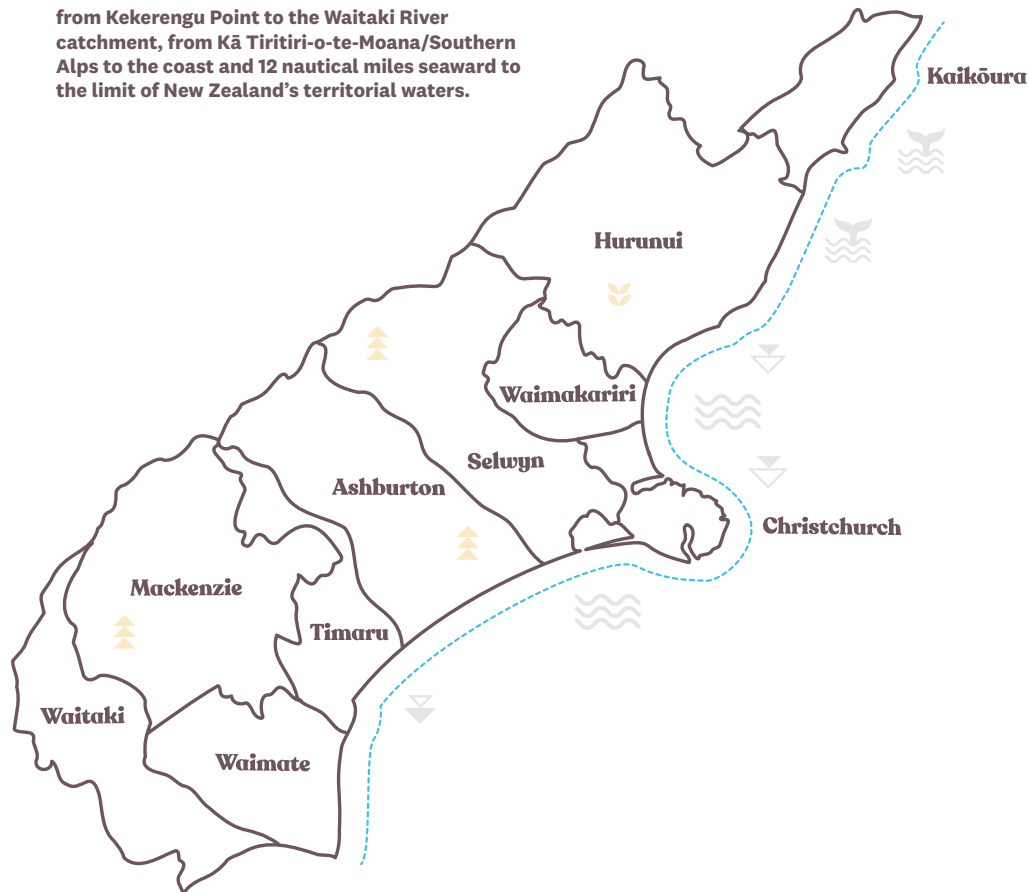 from Kekerengu Point to the Waitaki River
catchment, from Kā Tiritiri-o-te-Moana/Southern
Alps to the coast and 12 nautical miles seaward to
the limit of New Zealand’s territorial waters.
Kaikōura
Hurunui
Waimakariri
Selwyn
Ashburton
Christchurch
Mackenzie
Timaru
Waitaki
Waimate